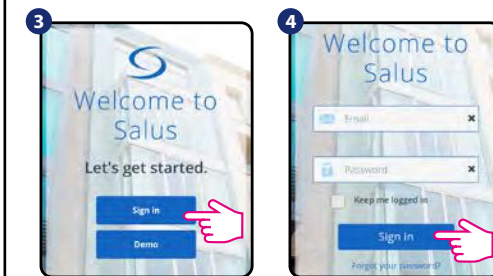 3
Welcome to
Salus
Let's get started.
Sign in
Demo
4
Welcome to
Salus
Email
Password
Keep me logged in
Sign in
Forgot your password?